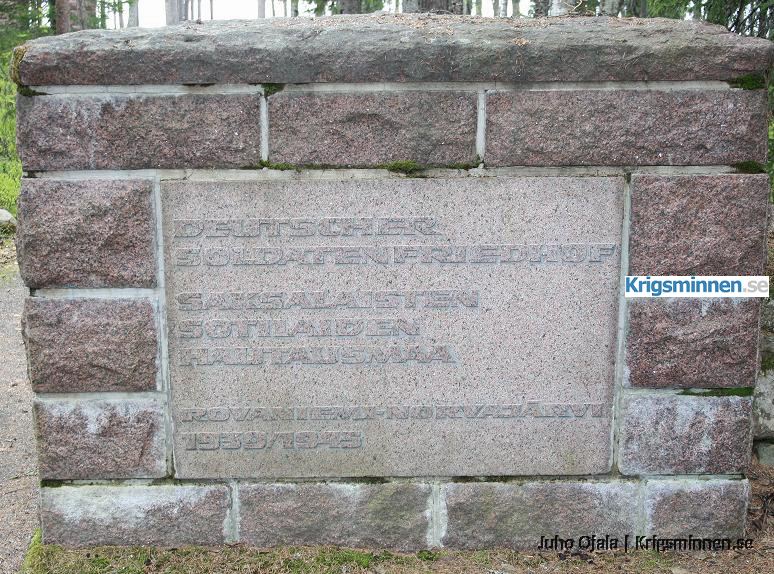 DEUTSCHER
SOLDATENFRIEDHOF
SAKSALAISTEN
SOTILAIDEN
HAUTAUSMAA
ROVANIEMI-NORVAJÄRVI
1939/1945
Krigsminnen.se
Juho Ojala | Krigsminnen.se